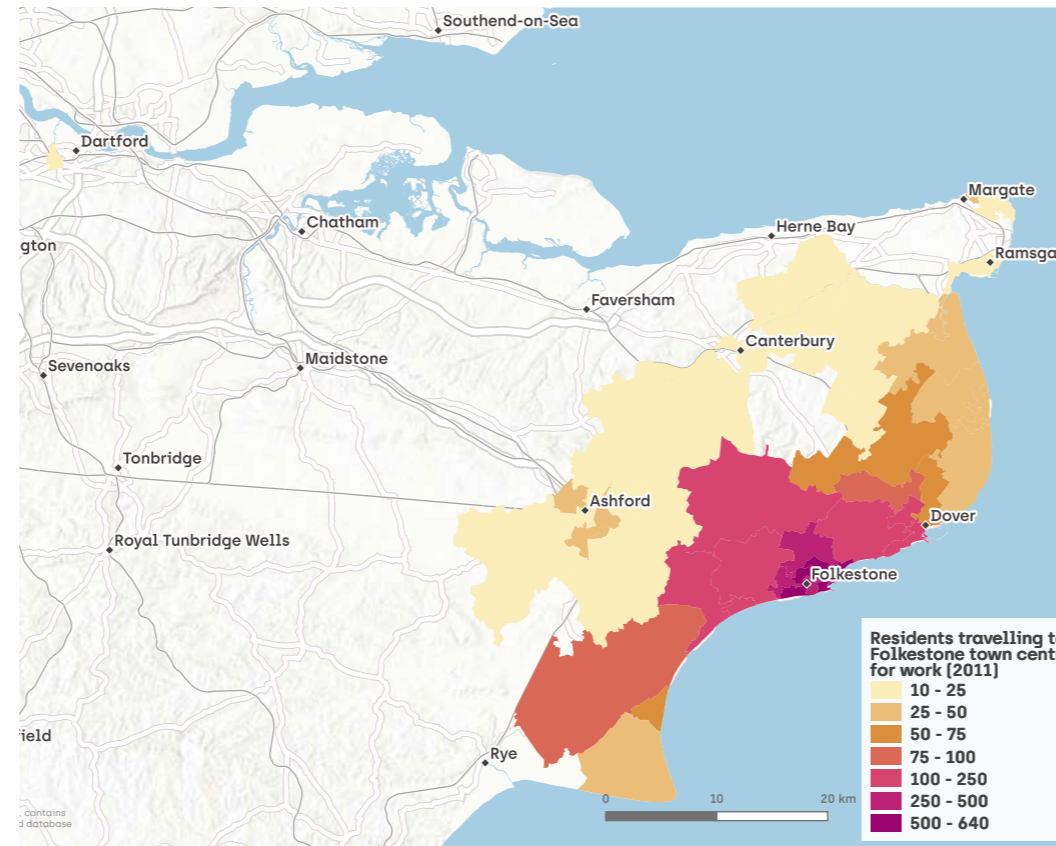 Southend-on-Sea
Dartford
Margate
Chatham
Herne Bay
gton
Ramsga
Faversham
Canterbury
Sevenoaks
Maidstone
Tonbridge
Ashford
Dover
Royal Tunbridge Wells
Folkestone
Residents travelling t
Folkestone town cent
for work (2011)
10 - 25
25 - 50
50 - 75
75 - 100
100 - 250
250 - 500
500 - 640
ield
Rye
0 10 20 km
, contains
d database